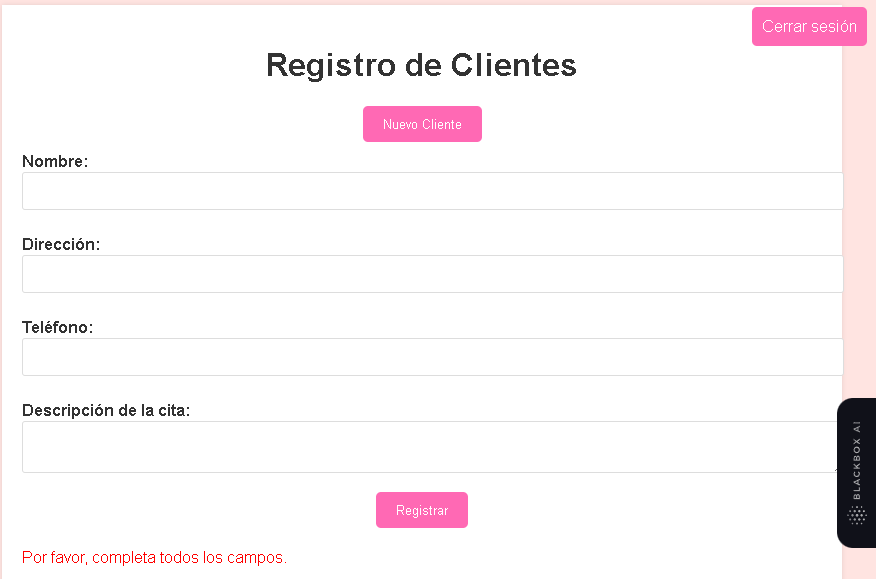 Cerrar sesión
Registro de Clientes
Nuevo Cliente
Nombre:
Dirección:
Teléfono:
Descripción de la cita:
BLACKBOX AI
Registrar
Por favor, completa todos los campos.